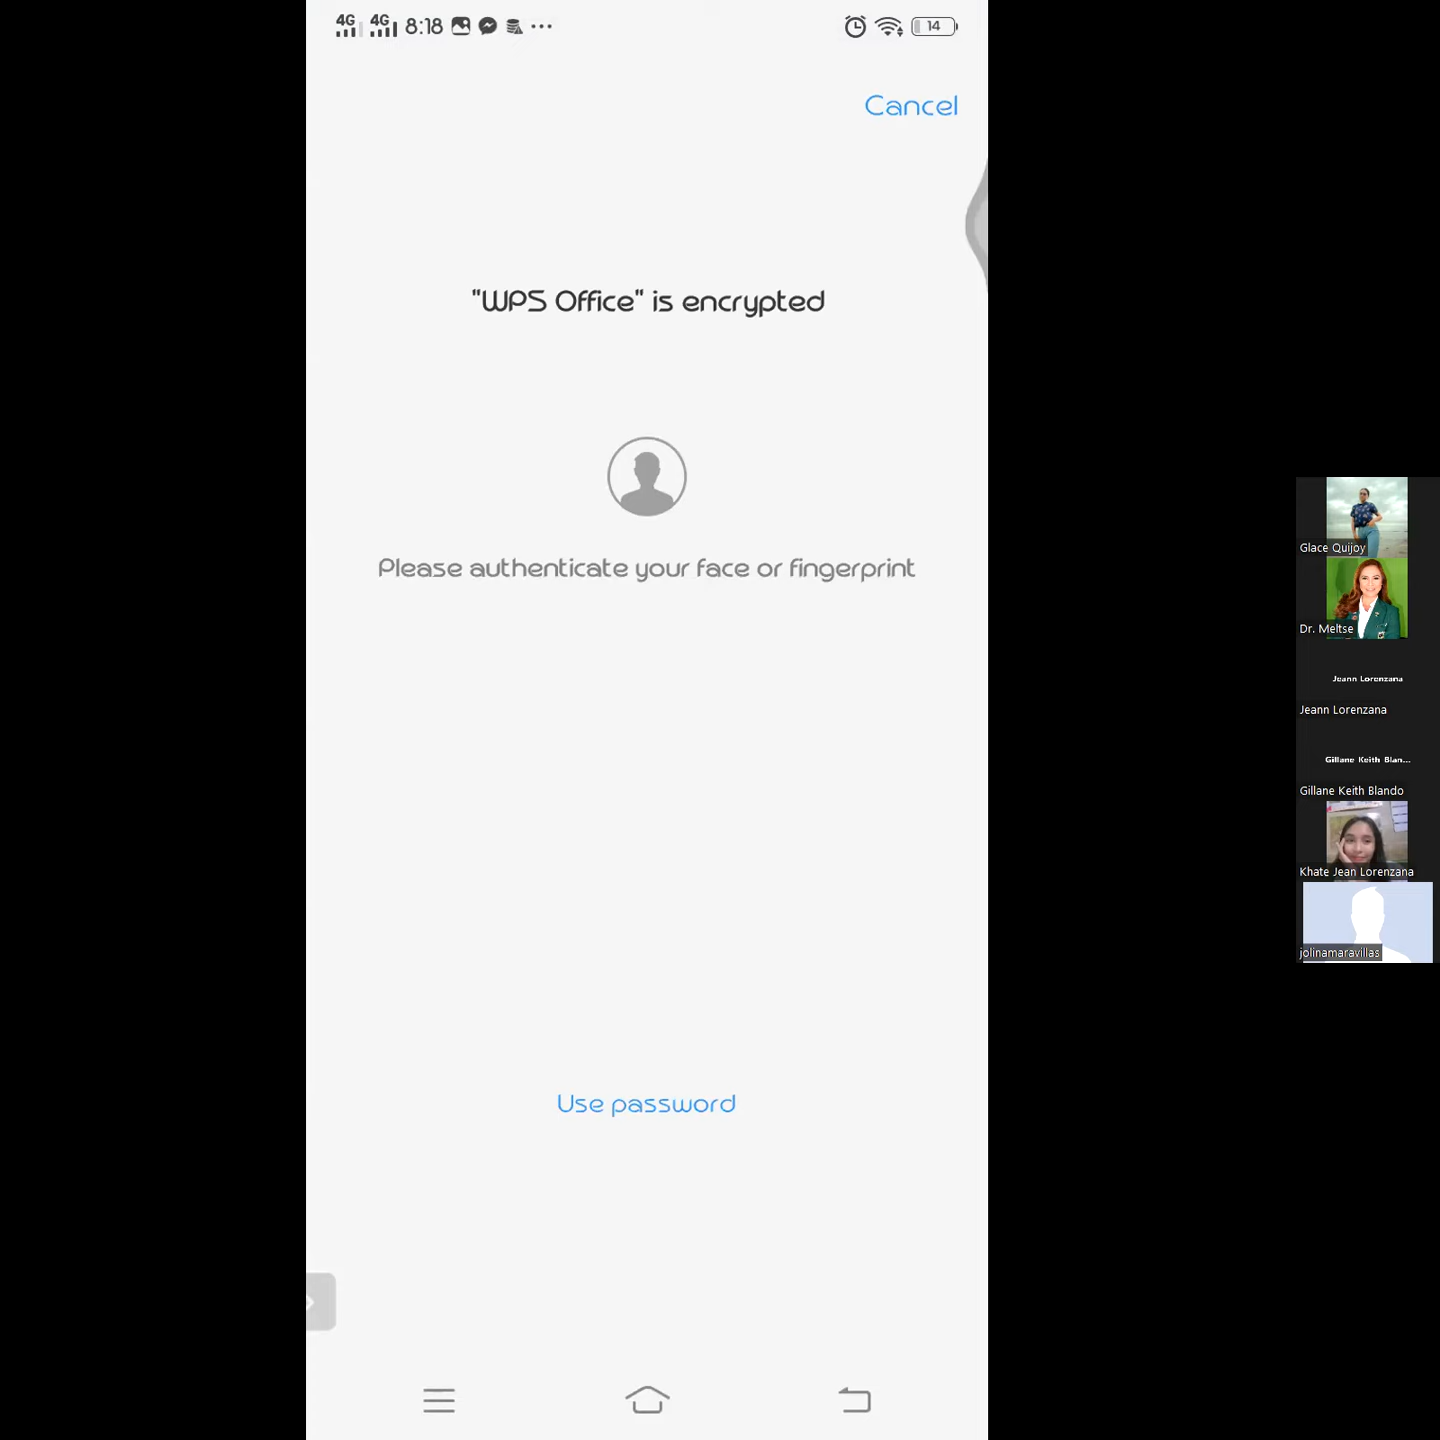 4G 4G 8:18 14
Cancel
"WPS Office" is encrypted
Please authenticate your face or fingerprint
Use password
Glace Quijoy
Dr. Meltse
Jeann Lorenzana
Jeann Lorenzana
Gillane Keith Blan...
Gillane Keith Blando
Khate Jean Lorenzana
jolinamaravillas